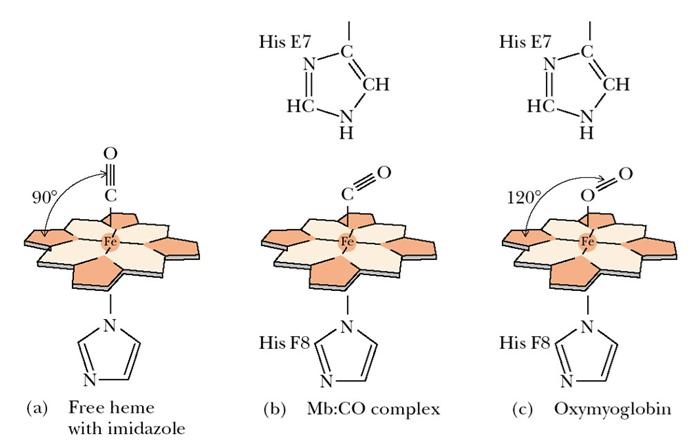 His E7
N
C
CH
HC
N
H
His E7
N
C
CH
HC
N
H
O
C
90°
Fe
N
N
O
C
Fe
His F8
N
N
O
O
120°
Fe
His F8
N
N
(a) Free heme
with imidazole
(b) Mb:CO complex
(c) Oxymyoglobin